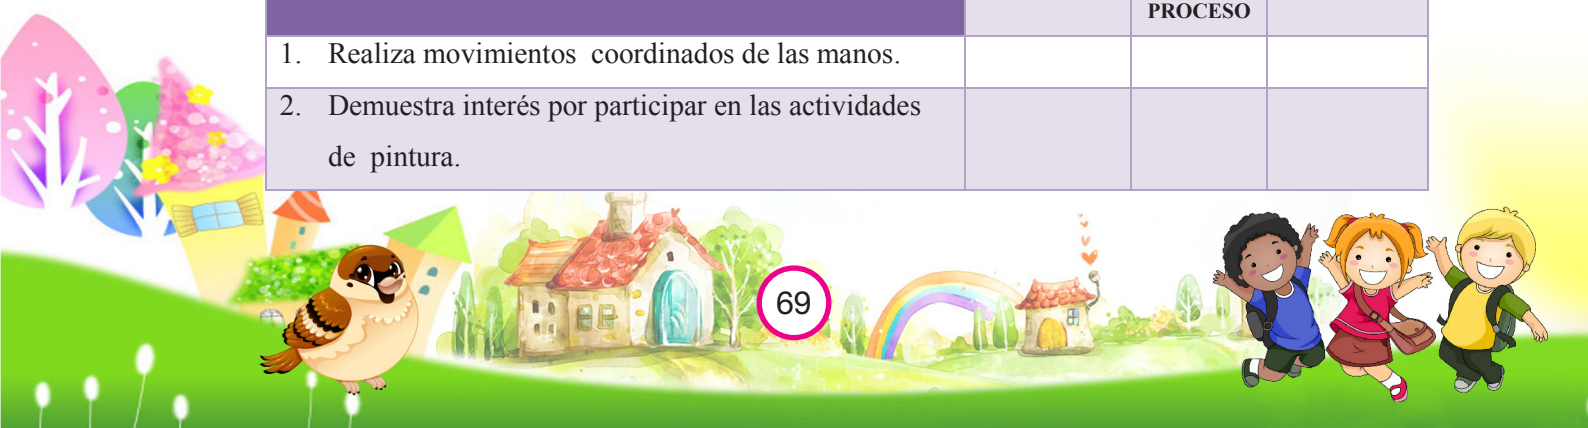 PROCESO
1. Realiza movimientos coordinados de las manos.
2. Demuestra interés por participar en las actividades
de pintura.
69